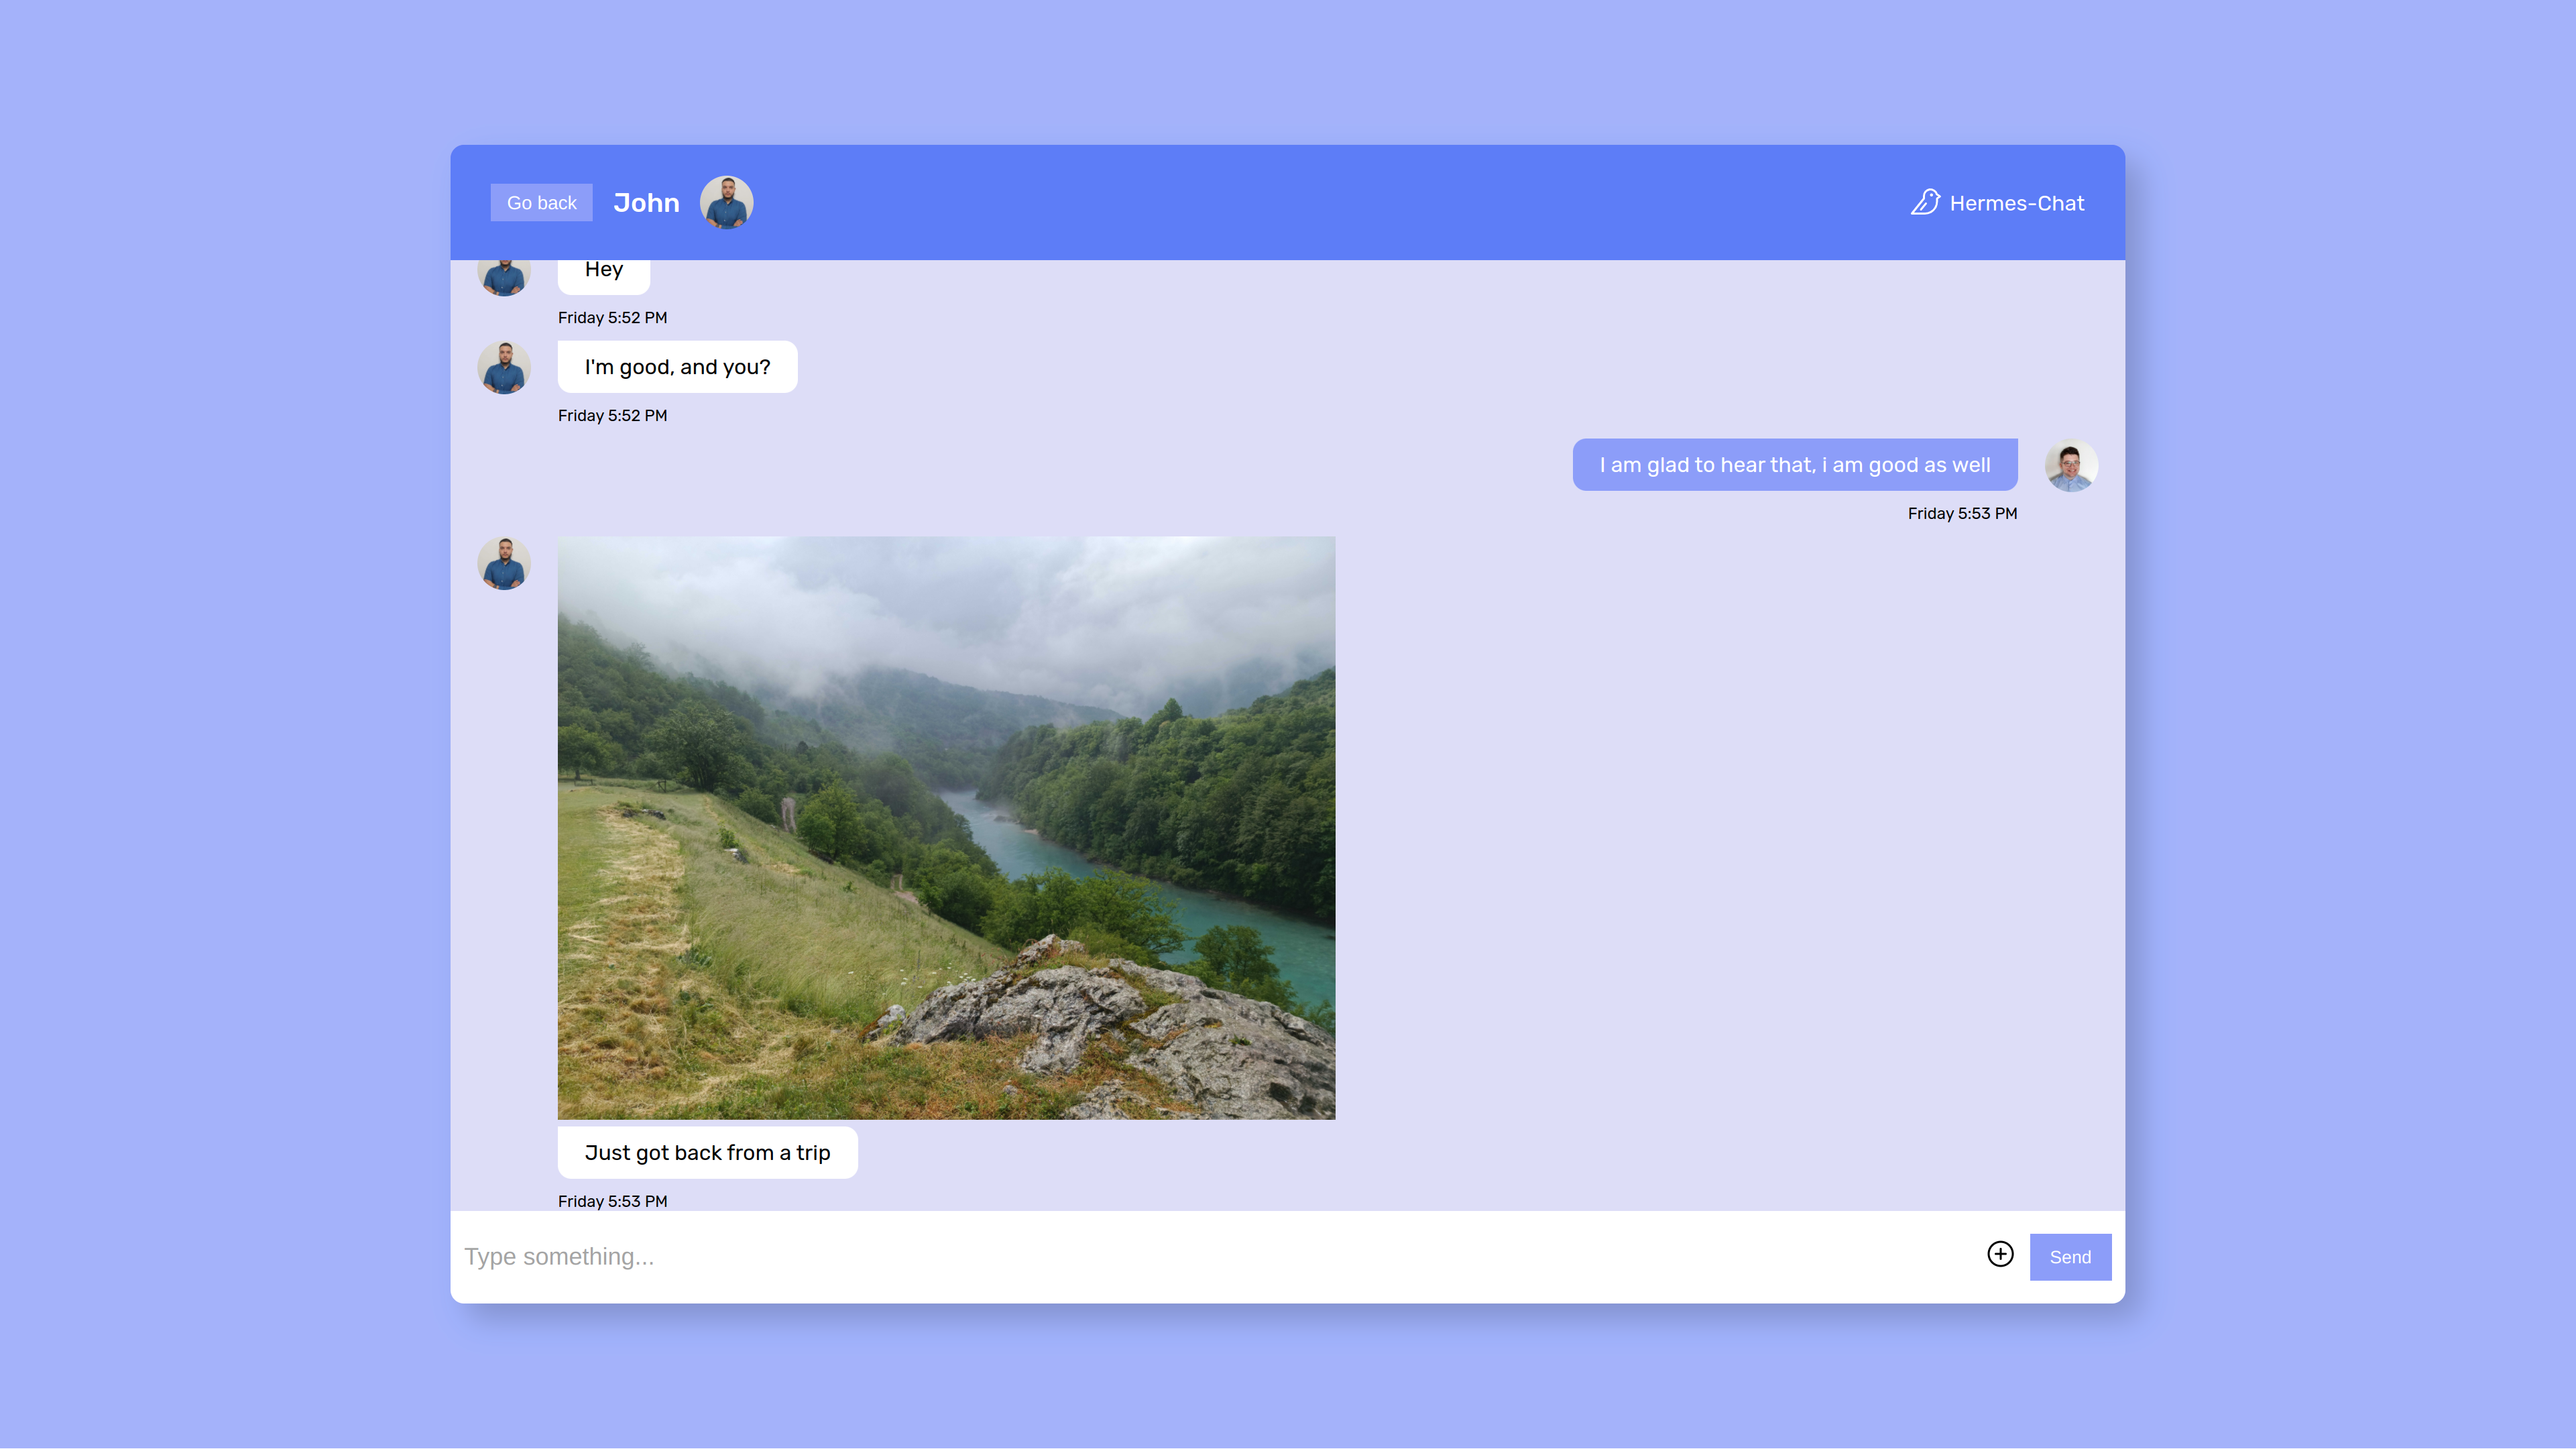 Go back
John
Hermes-Chat
Hey
Friday 5:52 PM
I'm good, and you?
Friday 5:52 PM
I am glad to hear that, i am good as well
Friday 5:53 PM
Just got back from a trip
Friday 5:53 PM
Type something...
Send